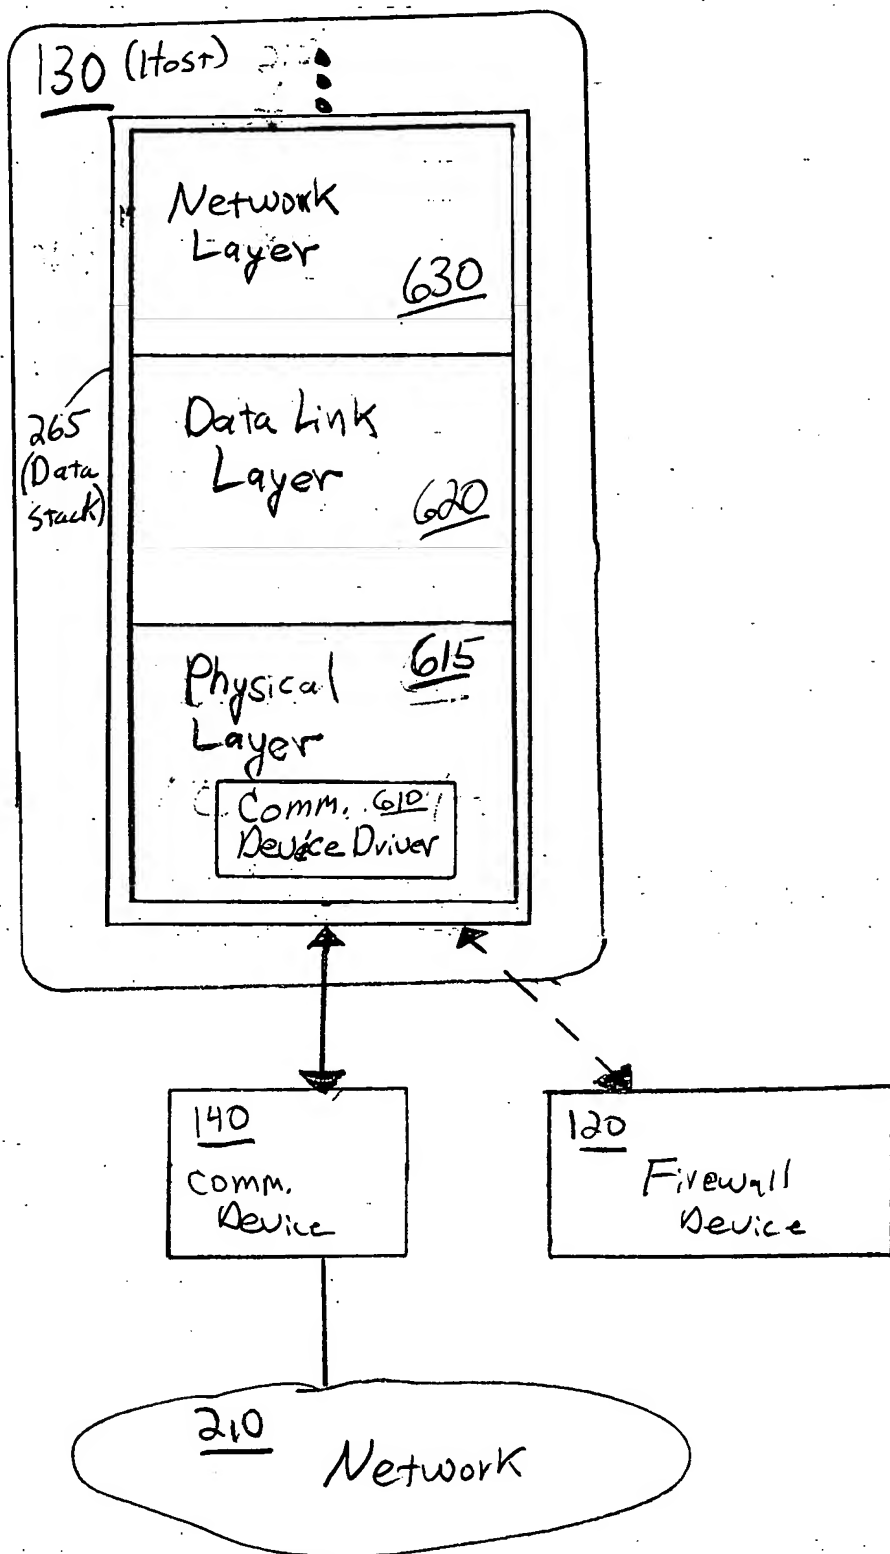 130 (Host)
Network
Layer
630
265
(Data
stack)
Data Link
Layer
620
615
Physical
Layer
Comm. 610
Device Driver
140
Comm.
Device
120
Firewall
Device
210
Network